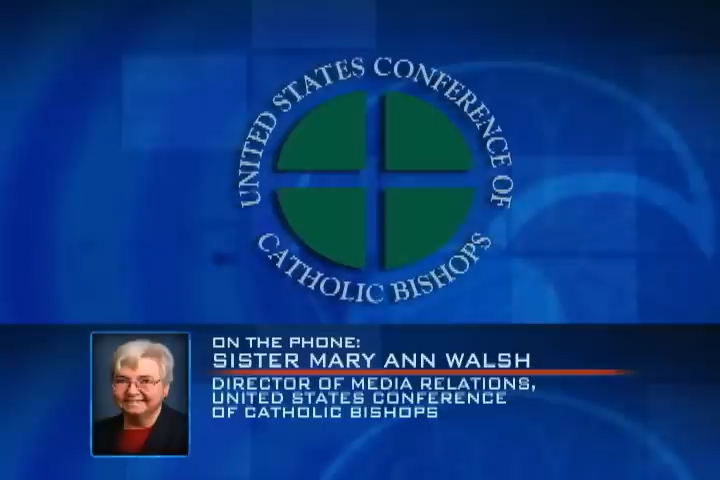 UNITED STATES CONFERENCE OF
CATHOLIC BISHOPS
ON THE PHONE:
SISTER MARY ANN WALSH
DIRECTOR OF MEDIA RELATIONS,
UNITED STATES CONFERENCE
OF CATHOLIC BISHOPS